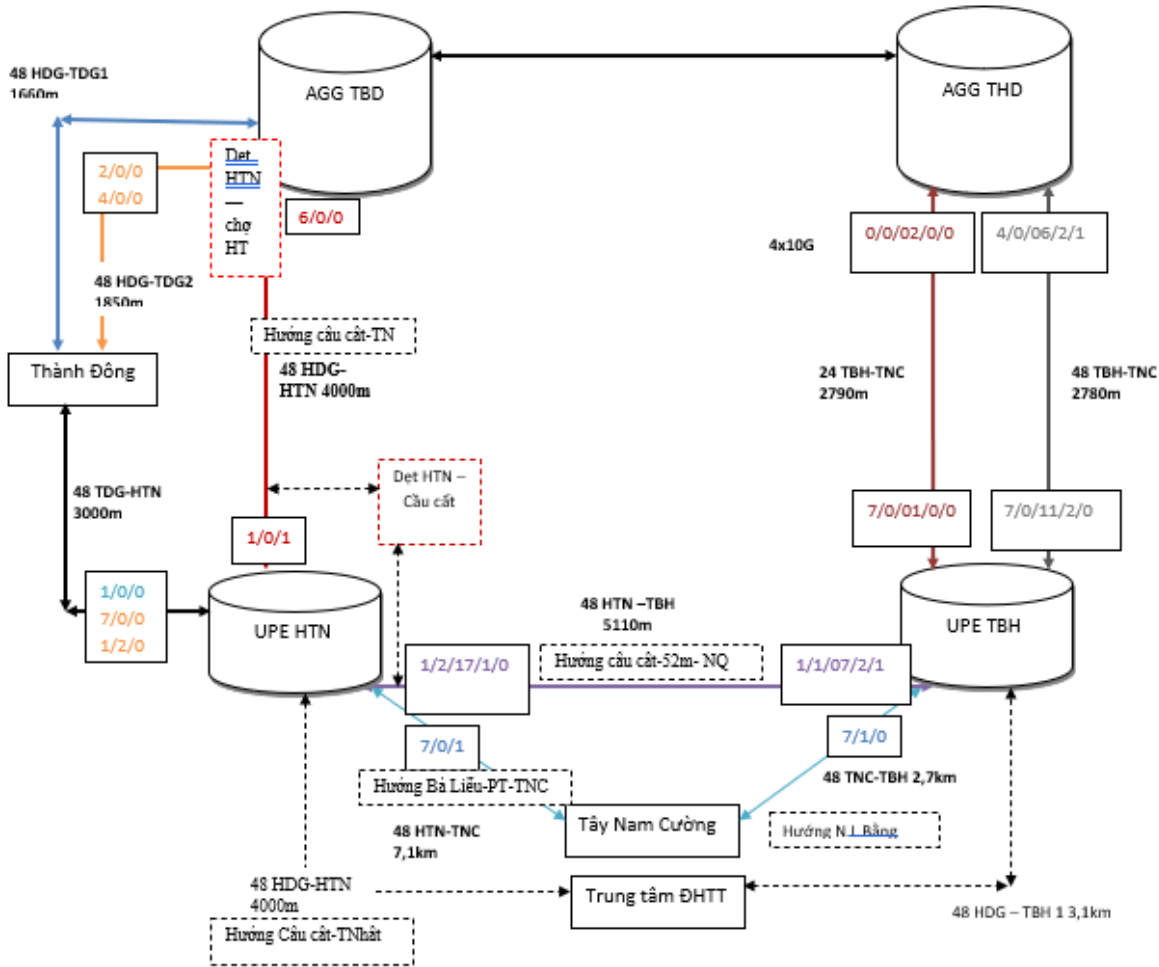 48 HDG-TDG1
1660m
AGG TBD
AGG THD
2/0/0
4/0/0
Dẹt
HTN
—
chợ
HT
6/0/0
4x10G
0/0/02/0/0
4/0/06/2/1
48 HDG-TDG2
1850m
Hướng cầu cất-TN
48 HDG-
HTN 4000m
Thành Đông
24 TBH-TNC
2790m
48 TBH-TNC
2780m
Dẹt HTN –
Cầu cất
48 TDG-HTN
3000m
1/0/1
7/0/01/0/0
7/0/11/2/0
1/0/0
7/0/0
1/2/0
UPE HTN
48 HTN –TBH
5110m
UPE TBH
1/2/17/1/0
Hướng cầu cất-52m- NQ
1/1/07/2/1
7/0/1
7/1/0
Hướng Bá Liễu-PT-TNC
48 TNC-TBH 2,7km
Tây Nam Cường
48 HTN-TNC
7,1km
Hướng N.L Bằng
48 HDG-HTN
4000m
Trung tâm ĐHTT
48 HDG – TBH 1 3,1km
Hướng Cầu cất-TNhất